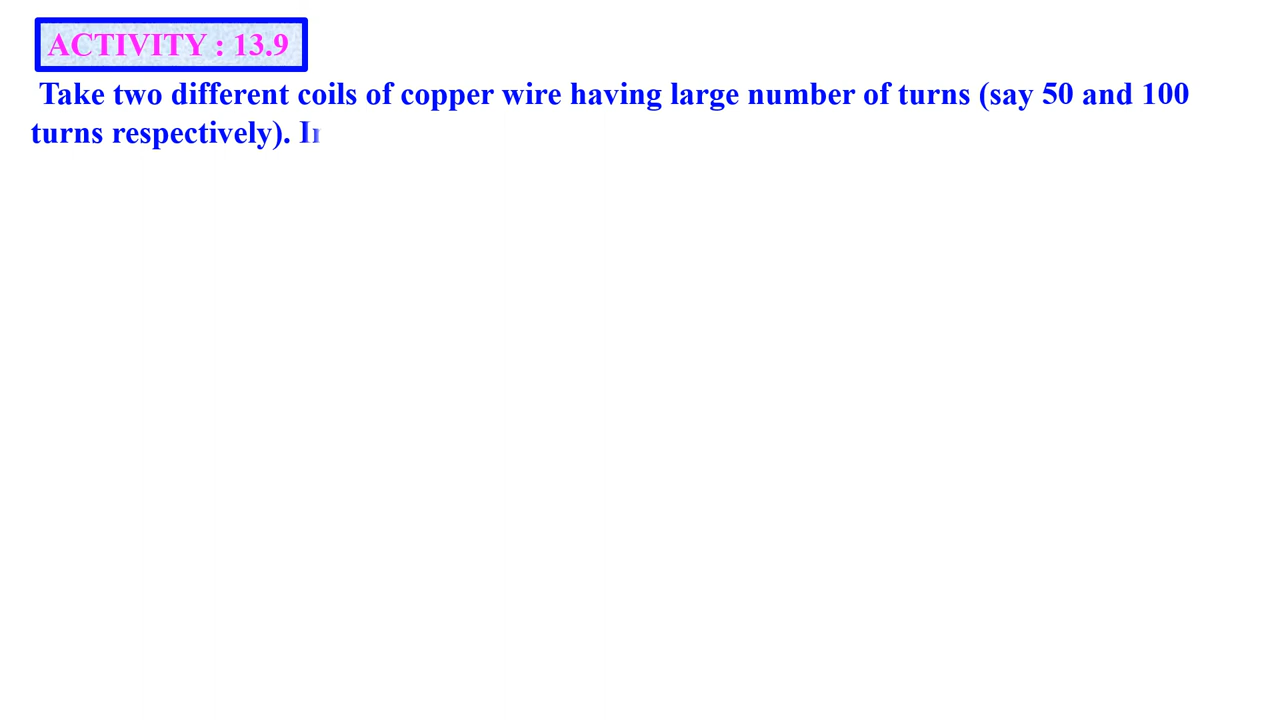 ACTIVITY : 13.9
Take two different coils of copper wire having large number of turns (say 50 and 100
turns respectively).